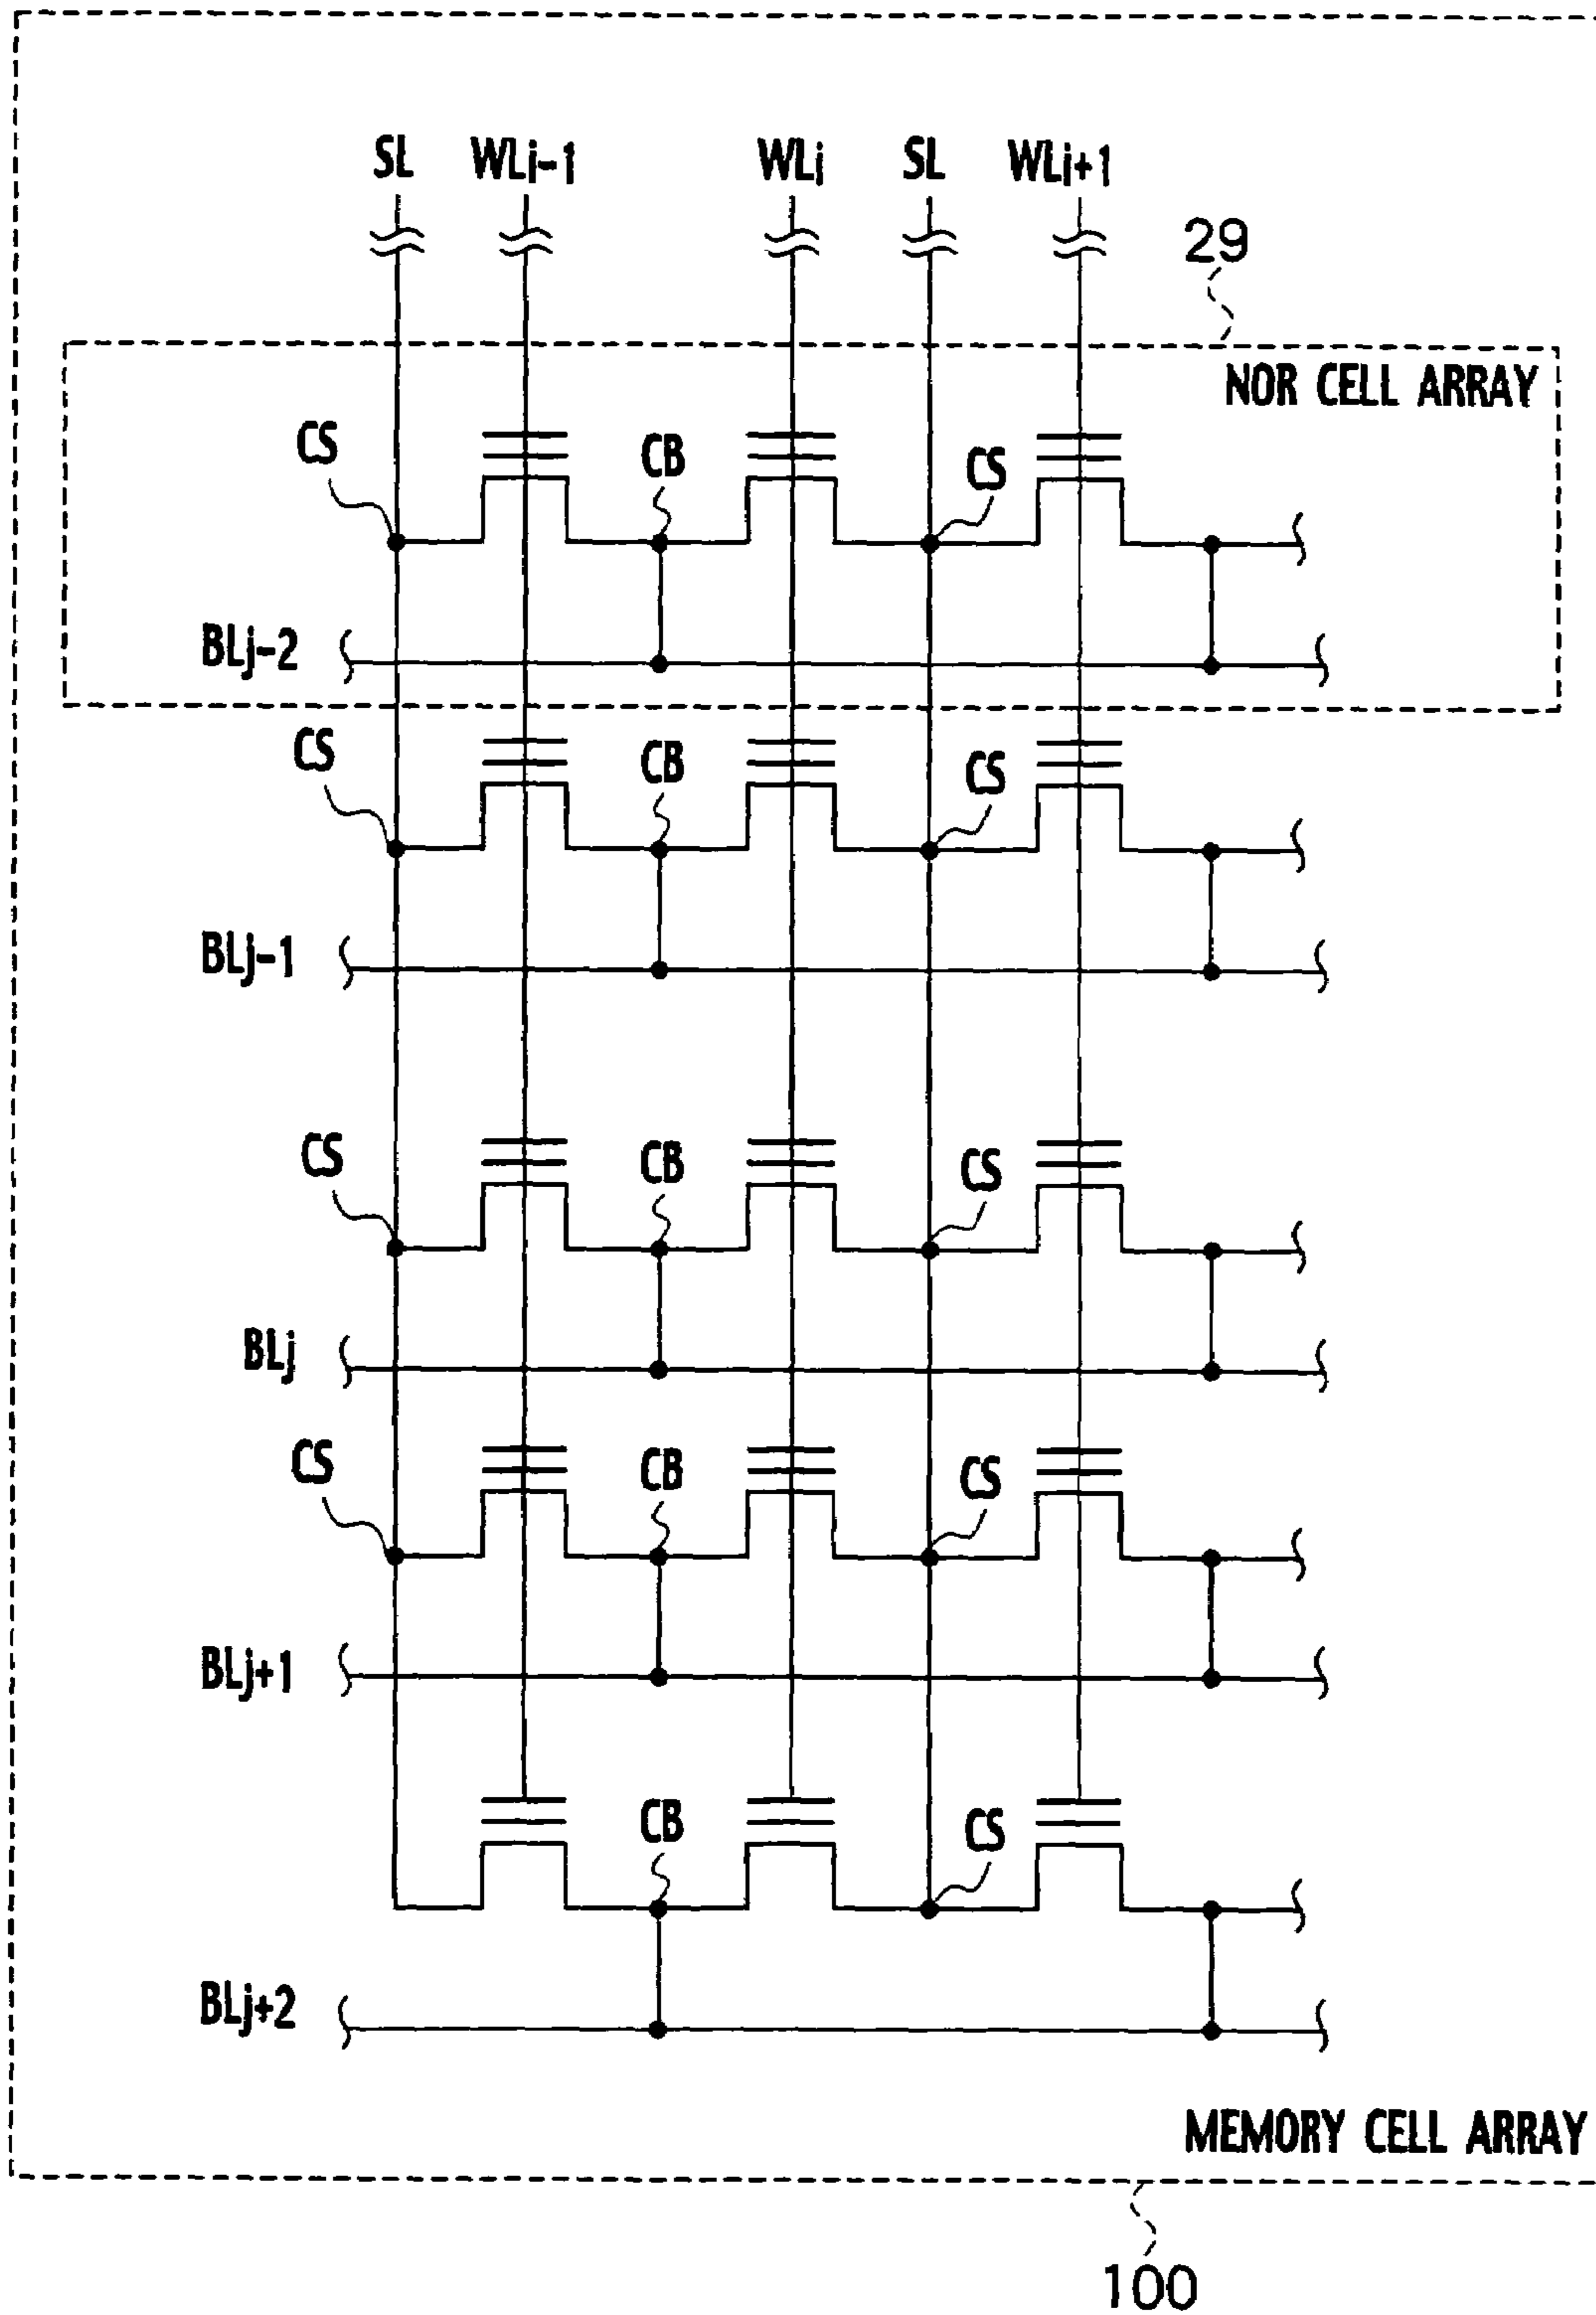 SL WLi-1 WLi SL WLi+1
29
NOR CELL ARRAY
CS CB CS
BLj-2
CS CB CS
BLj-1
CS CB CS
BLj
CS CB CS
BLj+1
CB CS
BLj+2
MEMORY CELL ARRAY
100